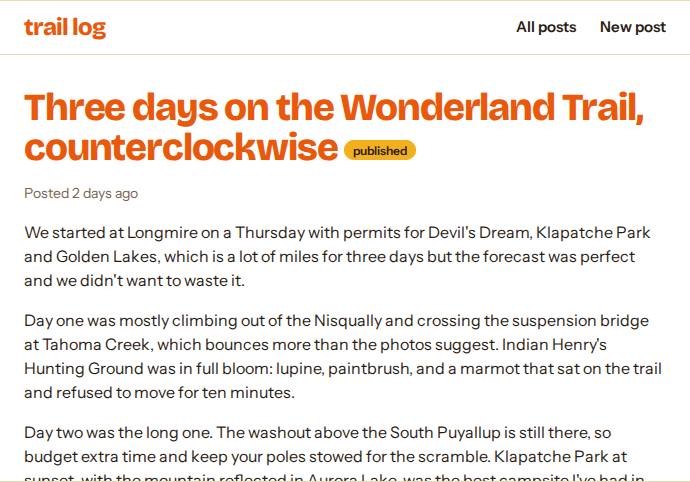 trail log
All posts New post
Three days on the Wonderland Trail,
counterclockwise published
Posted 2 days ago
We started at Longmire on a Thursday with permits for Devil's Dream, Klapatche Park
and Golden Lakes, which is a lot of miles for three days but the forecast was perfect
and we didn't want to waste it.
Day one was mostly climbing out of the Nisqually and crossing the suspension bridge
at Tahoma Creek, which bounces more than the photos suggest. Indian Henry's
Hunting Ground was in full bloom: lupine, paintbrush, and a marmot that sat on the trail
and refused to move for ten minutes.
Day two was the long one. The washout above the South Puyallup is still there, so
budget extra time and keep your poles stowed for the scramble. Klapatche Park at
sunset, with the mountain reflected in Aurora Lake, was the best campsite I've had in